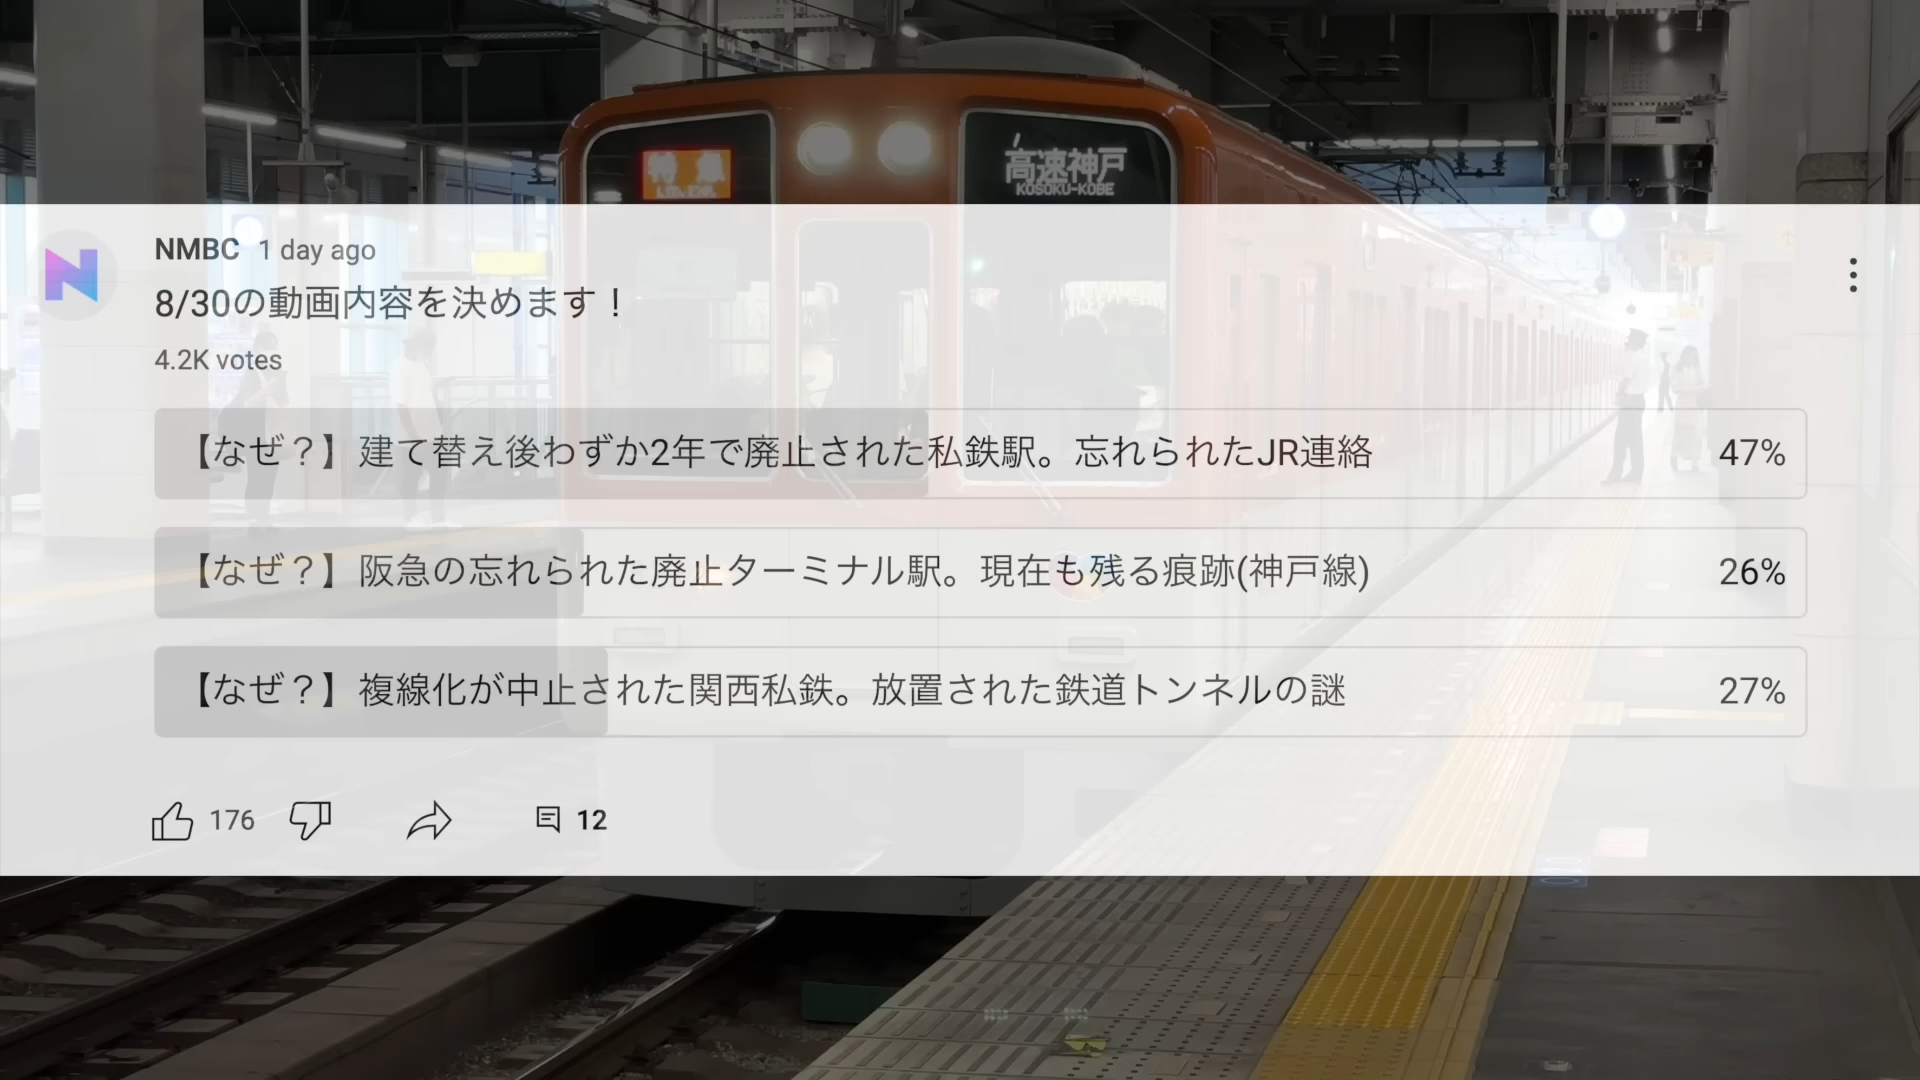 特急
高速神戸
KOSOKU-KOBE
NMBC 1 day ago
8/30の動画内容を決めます！
4.2K votes
【なぜ？】建て替え後わずか2年で廃止された私鉄駅。忘れられたJR連絡 47%
【なぜ？】阪急の忘れられた廃止ターミナル駅。現在も残る痕跡(神戸線) 26%
【なぜ？】複線化が中止された関西私鉄。放置された鉄道トンネルの謎 27%
176 12